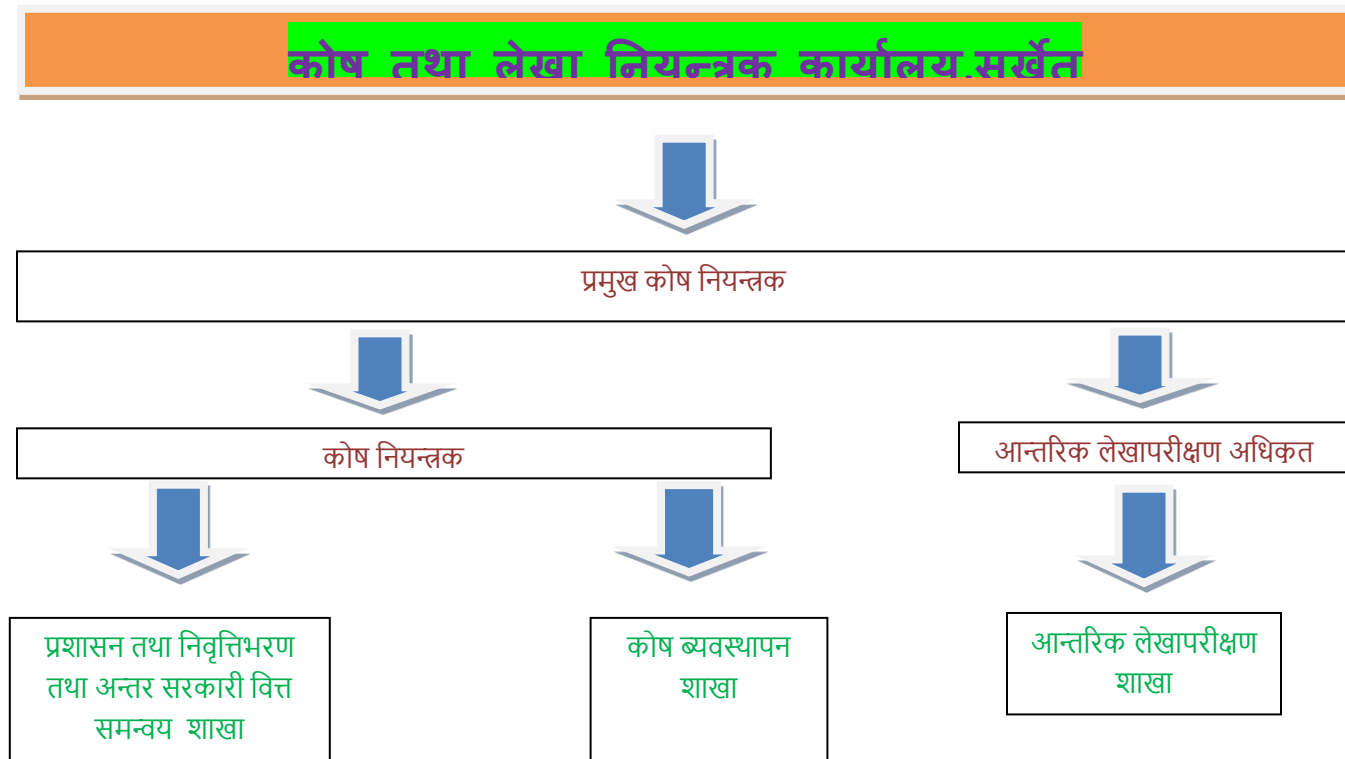 कोष तथा लेखा नियन्त्रक कार्यालय,सुर्खेत
प्रमुख कोष नियन्त्रक
कोष नियन्त्रक
आन्तरिक लेखापरीक्षण अधिकृत
प्रशासन तथा निवृत्तिभरण
तथा अन्तर सरकारी वित्त
समन्वय शाखा
कोष ब्यवस्थापन
शाखा
आन्तरिक लेखापरीक्षण
शाखा